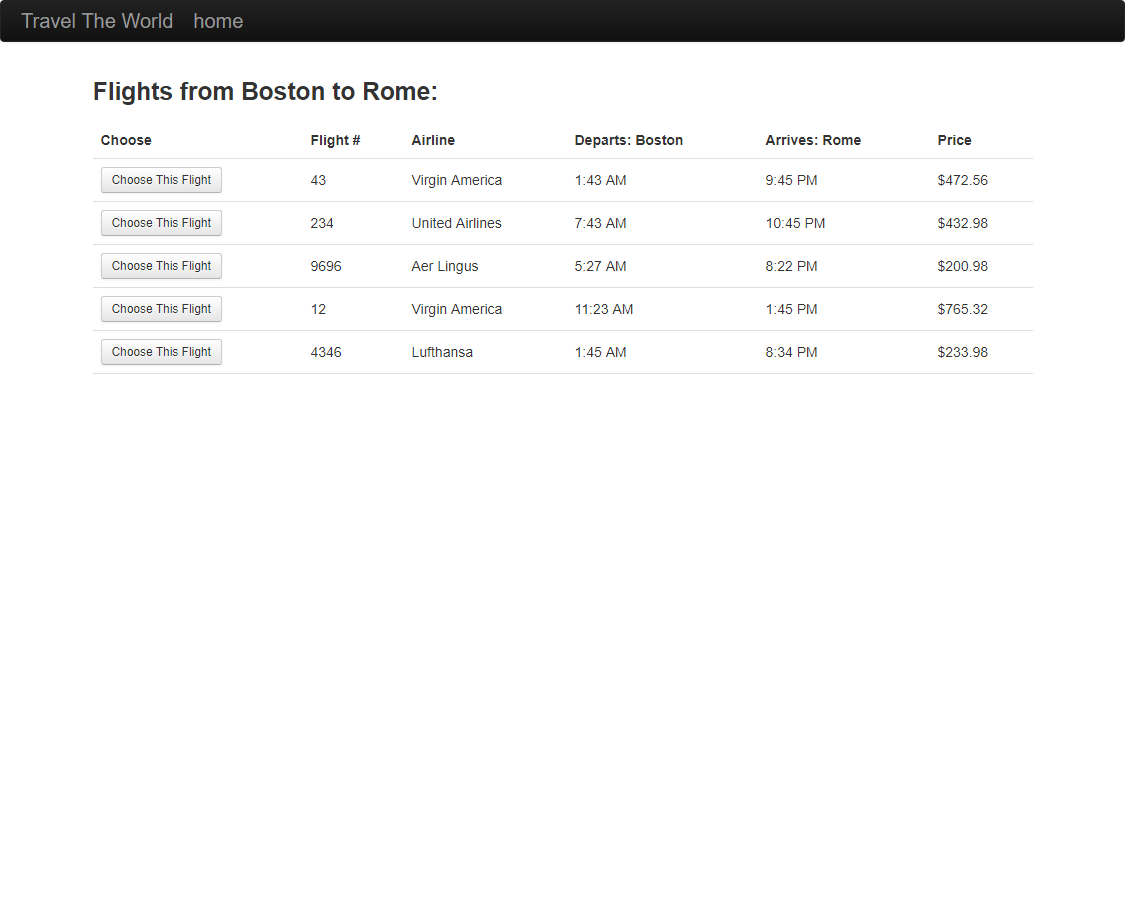 Travel The World home
Flights from Boston to Rome:
Choose Flight # Airline Departs: Boston Arrives: Rome Price
Choose This Flight 43 Virgin America 1:43 AM 9:45 PM $472.56
Choose This Flight 234 United Airlines 7:43 AM 10:45 PM $432.98
Choose This Flight 9696 Aer Lingus 5:27 AM 8:22 PM $200.98
Choose This Flight 12 Virgin America 11:23 AM 1:45 PM $765.32
Choose This Flight 4346 Lufthansa 1:45 AM 8:34 PM $233.98